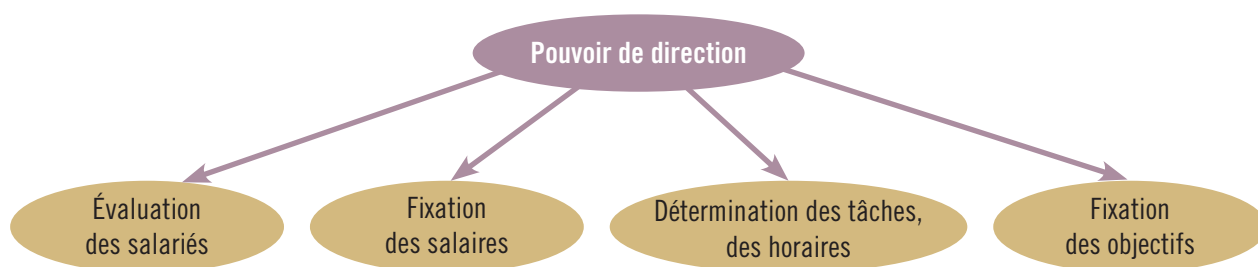 Pouvoir de direction
Évaluation
des salariés
Fixation
des salaires
Détermination des tâches,
des horaires
Fixation
des objectifs